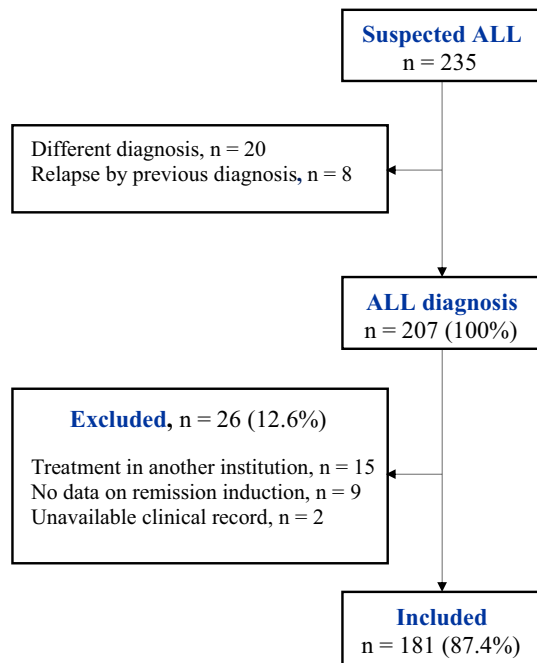 Suspected ALL
n = 235
Different diagnosis, n = 20
Relapse by previous diagnosis, n = 8
ALL diagnosis
n = 207 (100%)
Excluded, n = 26 (12.6%)
Treatment in another institution, n = 15
No data on remission induction, n = 9
Unavailable clinical record, n = 2
Included
n = 181 (87.4%)